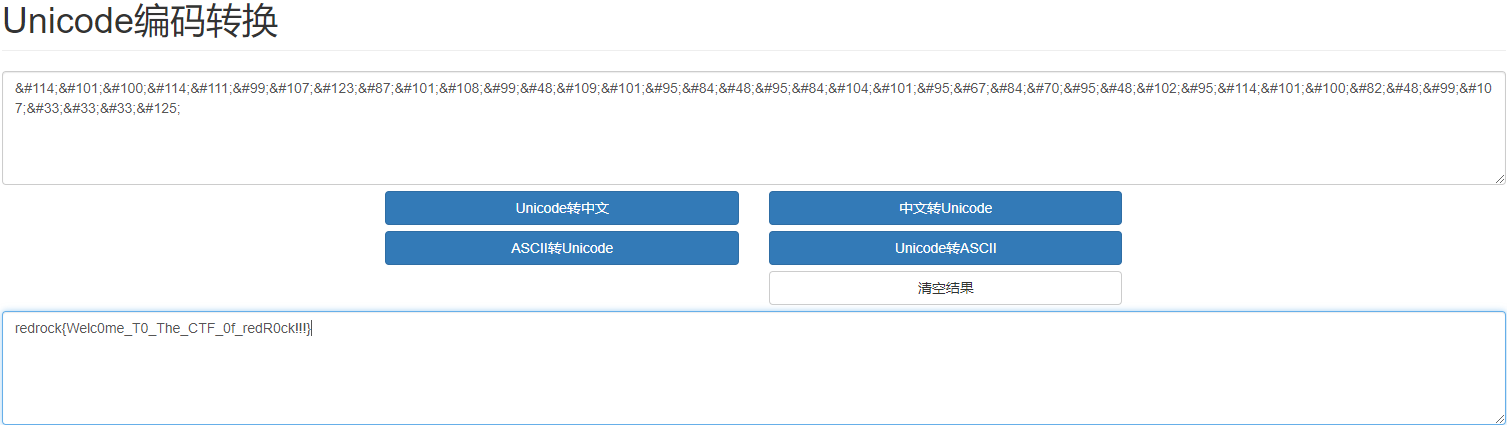 Unicode编码转换
&#114;&#101;&#100;&#114;&#111;&#99;&#107;&#123;&#87;&#101;&#108;&#99;&#48;&#109;&#101;&#95;&#84;&#48;&#95;&#84;&#104;&#101;&#95;&#67;&#84;&#70;&#95;&#48;&#102;&#95;&#114;&#101;&#100;&#82;&#48;&#99;&#10
7;&#33;&#33;&#33;&#125;
Unicode转中文
中文转Unicode
ASCII转Unicode
Unicode转ASCII
清空结果
redrock{Welc0me_T0_The_CTF_0f_redR0ck!!!}